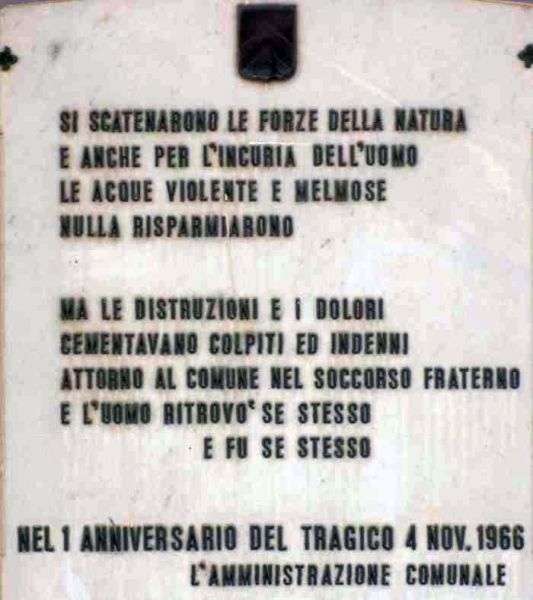 SI SCATENARONO LE FORZE DELLA NATURA
E ANCHE PER L'INCURIA DELL'UOMO
LE ACQUE VIOLENTE E MELMOSE
NULLA RISPARMIARONO
MA LE DISTRUZIONI E i DOLORI
CEMENTAVANO COLPITI ED INDENNI
ATTORNO AL COMUNE NEL SOCCORSO FRATERNO
E L'UOMO RITROVO' SE STESSO
E FU SE STESSO
NEL 1 ANNIVERSARIO DEL TRAGICO 4 NOV. 1966
L'AMMINISTRAZIONE COMUNALE